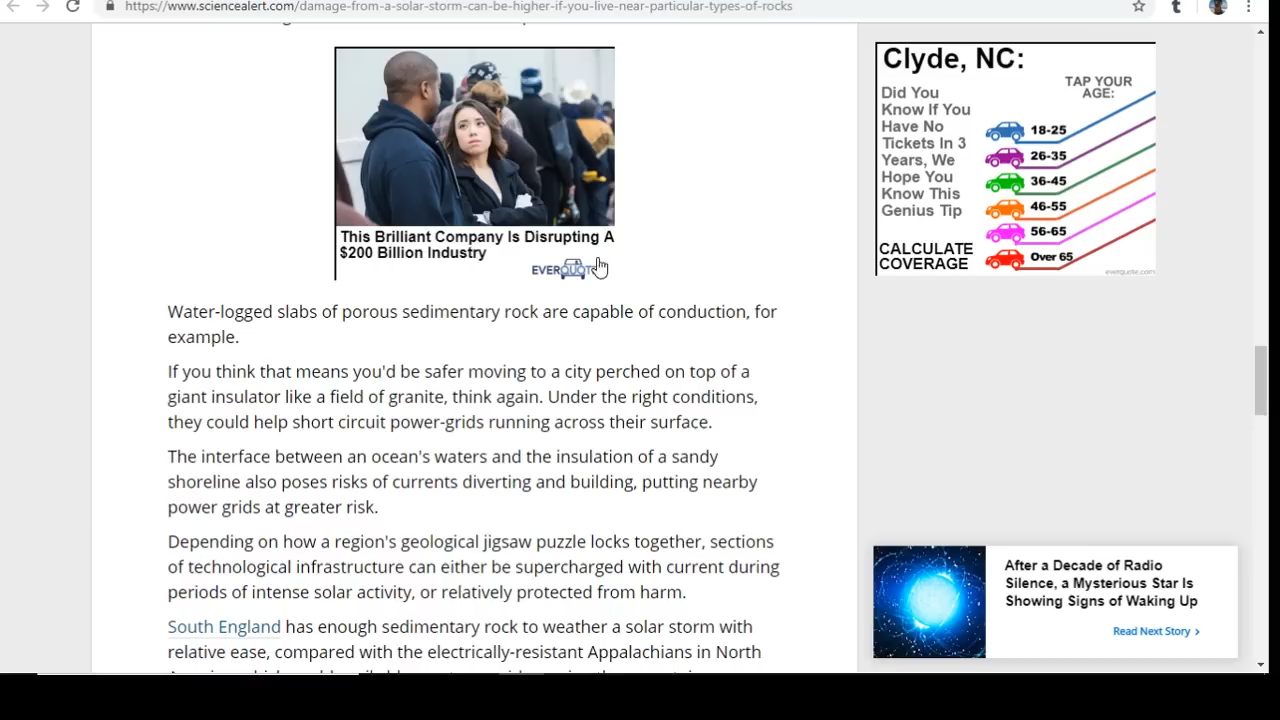 https://www.sciencealert.com/damage-from-a-solar-storm-can-be-higher-if-you-live-near-particular-types-of-rocks
This Brilliant Company Is Disrupting A
$200 Billion Industry
EVERQUOT
Water-logged slabs of porous sedimentary rock are capable of conduction, for
example.
If you think that means you'd be safer moving to a city perched on top of a
giant insulator like a field of granite, think again. Under the right conditions,
they could help short circuit power-grids running across their surface.
The interface between an ocean's waters and the insulation of a sandy
shoreline also poses risks of currents diverting and building, putting nearby
power grids at greater risk.
Depending on how a region's geological jigsaw puzzle locks together, sections
of technological infrastructure can either be supercharged with current during
periods of intense solar activity, or relatively protected from harm.
South England has enough sedimentary rock to weather a solar storm with
relative ease, compared with the electrically-resistant Appalachians in North
Clyde, NC:
Did You
Know If You
Have No
Tickets In 3
Years, We
Hope You
Know This
Genius Tip
CALCULATE
COVERAGE
TAP YOUR
AGE:
18-25
26-35
36-45
46-55
56-65
Over 65
everquote.com
After a Decade of Radio
Silence, a Mysterious Star Is
Showing Signs of Waking Up
Read Next Story >